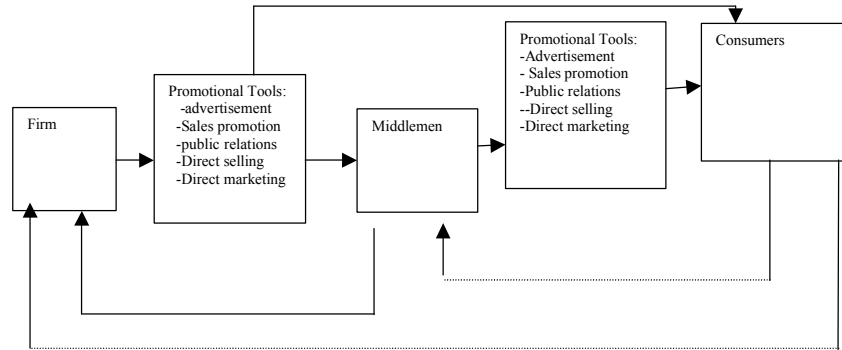 Firm
Promotional Tools:
-advertisement
-Sales promotion
-public relations
-Direct selling
-Direct marketing
Middlemen
Promotional Tools:
-Advertisement
- Sales promotion
-Public relations
--Direct selling
-Direct marketing
Consumers